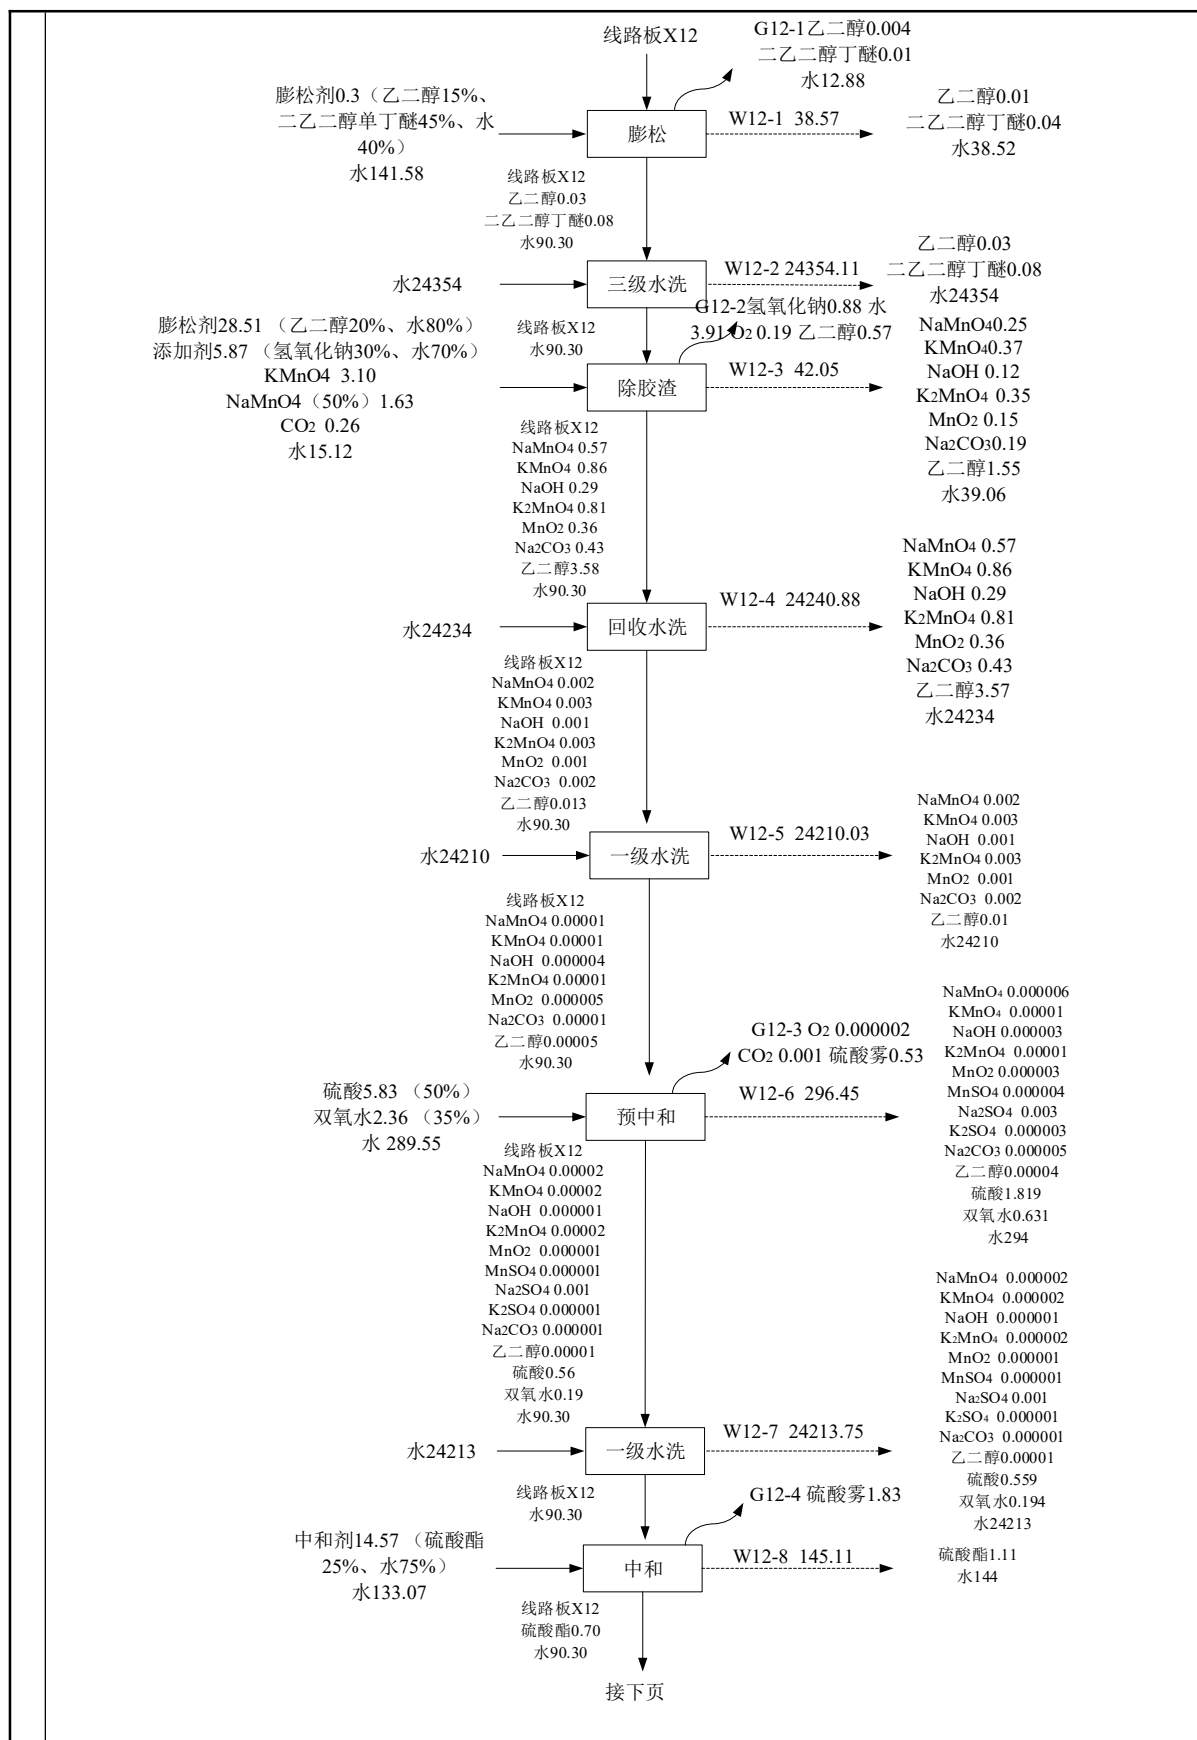 线路板X12
G12-1乙二醇0.004
二乙二醇丁醚0.01
水12.88
膨松剂0.3（乙二醇15%、
二乙二醇单丁醚45%、水
40%）
水141.58
膨松
W12-1 38.57
乙二醇0.01
二乙二醇丁醚0.04
水38.52
线路板X12
乙二醇0.03
二乙二醇丁醚0.08
水90.30
水24354
三级水洗
W12-2 24354.11
乙二醇0.03
二乙二醇丁醚0.08
水24354
线路板X12
水90.30
G12-2氢氧化钠0.88 水
3.91 O2 0.19 乙二醇0.57
膨松剂28.51 （乙二醇20%、水80%）
添加剂5.87 （氢氧化钠30%、水70%）
KMnO4 3.10
NaMnO4（50%）1.63
CO2 0.26
水15.12
除胶渣
W12-3 42.05
NaMnO40.25
KMnO40.37
NaOH 0.12
K2MnO4 0.35
MnO2 0.15
Na2CO30.19
乙二醇1.55
水39.06
线路板X12
NaMnO4 0.57
KMnO4 0.86
NaOH 0.29
K2MnO4 0.81
MnO2 0.36
Na2CO3 0.43
乙二醇3.58
水90.30
水24234
回收水洗
W12-4 24240.88
NaMnO4 0.57
KMnO4 0.86
NaOH 0.29
K2MnO4 0.81
MnO2 0.36
Na2CO3 0.43
乙二醇3.57
水24234
线路板X12
NaMnO4 0.002
KMnO4 0.003
NaOH 0.001
K2MnO4 0.003
MnO2 0.001
Na2CO3 0.002
乙二醇0.013
水90.30
水24210
一级水洗
W12-5 24210.03
NaMnO4 0.002
KMnO4 0.003
NaOH 0.001
K2MnO4 0.003
MnO2 0.001
Na2CO3 0.002
乙二醇0.01
水24210
线路板X12
NaMnO4 0.00001
KMnO4 0.00001
NaOH 0.000004
K2MnO4 0.00001
MnO2 0.000005
Na2CO3 0.00001
乙二醇0.00005
水90.30
G12-3 O2 0.000002
CO2 0.001 硫酸雾0.53
硫酸5.83 （50%）
双氧水2.36 （35%）
水 289.55
预中和
W12-6 296.45
NaMnO4 0.000006
KMnO4 0.00001
NaOH 0.000003
K2MnO4 0.00001
MnO2 0.000003
MnSO4 0.000004
Na2SO4 0.003
K2SO4 0.000003
Na2CO3 0.000005
乙二醇0.00004
硫酸1.819
双氧水0.631
水294
线路板X12
NaMnO4 0.00002
KMnO4 0.00002
NaOH 0.000001
K2MnO4 0.00002
MnO2 0.000001
MnSO4 0.000001
Na2SO4 0.001
K2SO4 0.000001
Na2CO3 0.000001
乙二醇0.00001
硫酸0.56
双氧水0.19
水90.30
水24213
一级水洗
W12-7 24213.75
NaMnO4 0.000002
KMnO4 0.000002
NaOH 0.000001
K2MnO4 0.000002
MnO2 0.000001
MnSO4 0.000001
Na2SO4 0.001
K2SO4 0.000001
Na2CO3 0.000001
乙二醇0.00001
硫酸0.559
双氧水0.194
水24213
线路板X12
水90.30
G12-4 硫酸雾1.83
中和剂14.57 （硫酸酯
25%、水75%）
水133.07
中和
W12-8 145.11
硫酸酯1.11
水144
线路板X12
硫酸酯0.70
水90.30
接下页